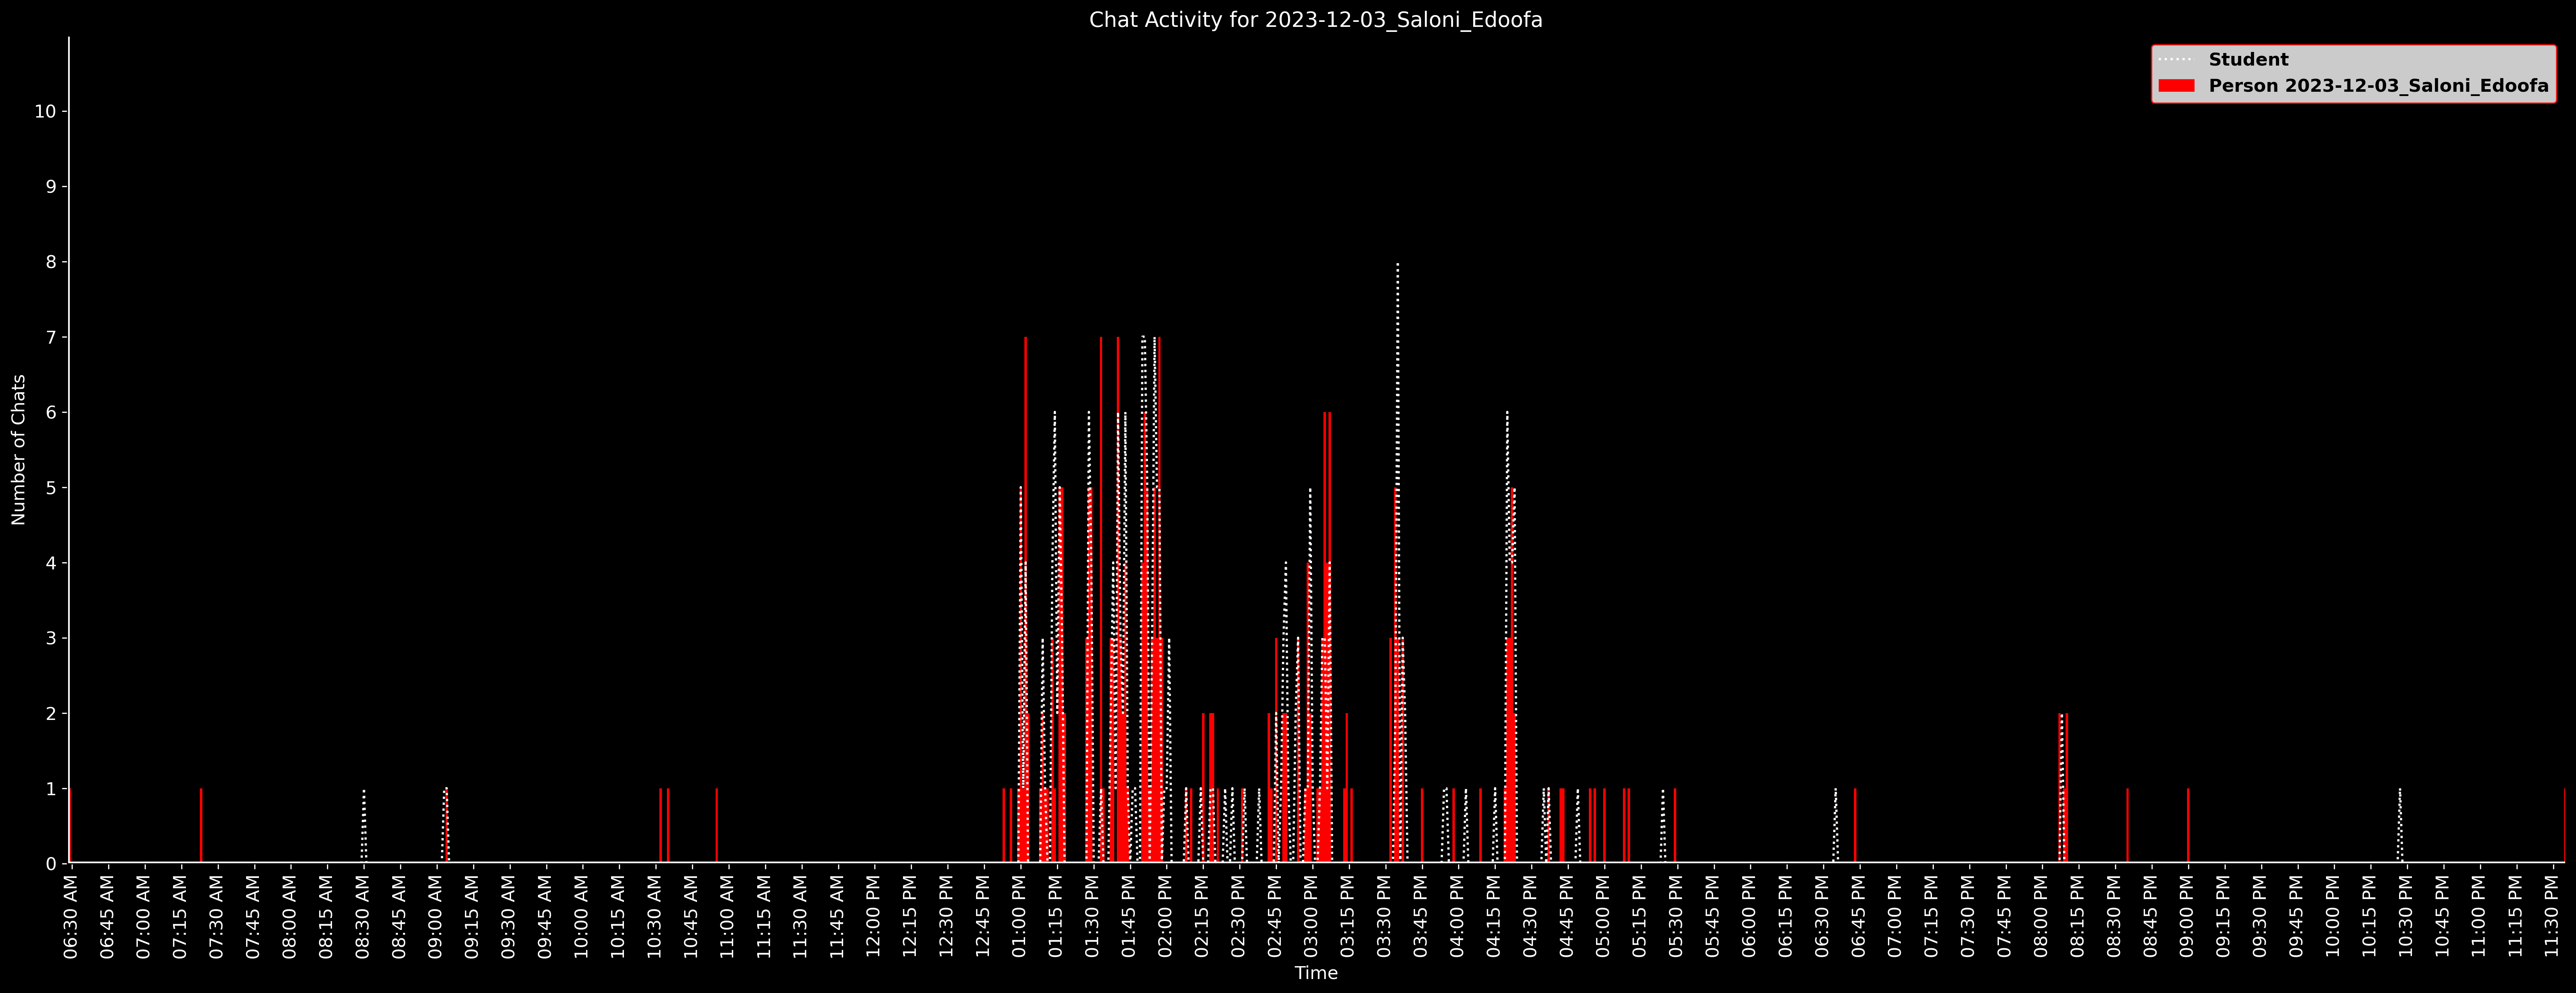 Chat Activity for 2023-12-03_Saloni_Edoofa
Student
Person 2023-12-03_Saloni_Edoofa
10
9
8
7
6
5
4
3
2
1
0
Number of Chats
06:30 AM
06:45 AM
07:00 AM
07:15 AM
07:30 AM
07:45 AM
08:00 AM
08:15 AM
08:30 AM
08:45 AM
09:00 AM
09:15 AM
09:30 AM
09:45 AM
10:00 AM
10:15 AM
10:30 AM
10:45 AM
11:00 AM
11:15 AM
11:30 AM
11:45 AM
12:00 PM
12:15 PM
12:30 PM
12:45 PM
01:00 PM
01:15 PM
01:30 PM
01:45 PM
02:00 PM
02:15 PM
02:30 PM
02:45 PM
03:00 PM
03:15 PM
03:30 PM
03:45 PM
04:00 PM
04:15 PM
04:30 PM
04:45 PM
05:00 PM
05:15 PM
05:30 PM
05:45 PM
06:00 PM
06:15 PM
06:30 PM
06:45 PM
07:00 PM
07:15 PM
07:30 PM
07:45 PM
08:00 PM
08:15 PM
08:30 PM
08:45 PM
09:00 PM
09:15 PM
09:30 PM
09:45 PM
10:00 PM
10:15 PM
10:30 PM
10:45 PM
11:00 PM
11:15 PM
11:30 PM
Time